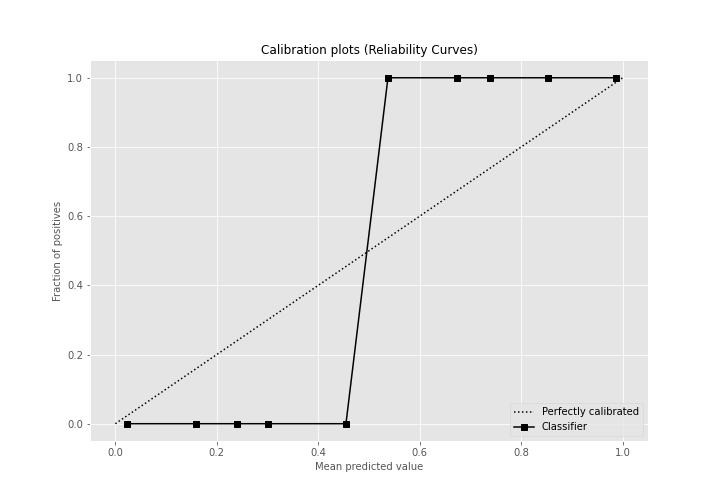 Calibration plots (Reliability Curves)
1.0
0.8
0.6
0.4
0.2
0.0
Fraction of positives
0.0 0.2 0.4 0.6 0.8 1.0
Mean predicted value
Perfectly calibrated
Classifier